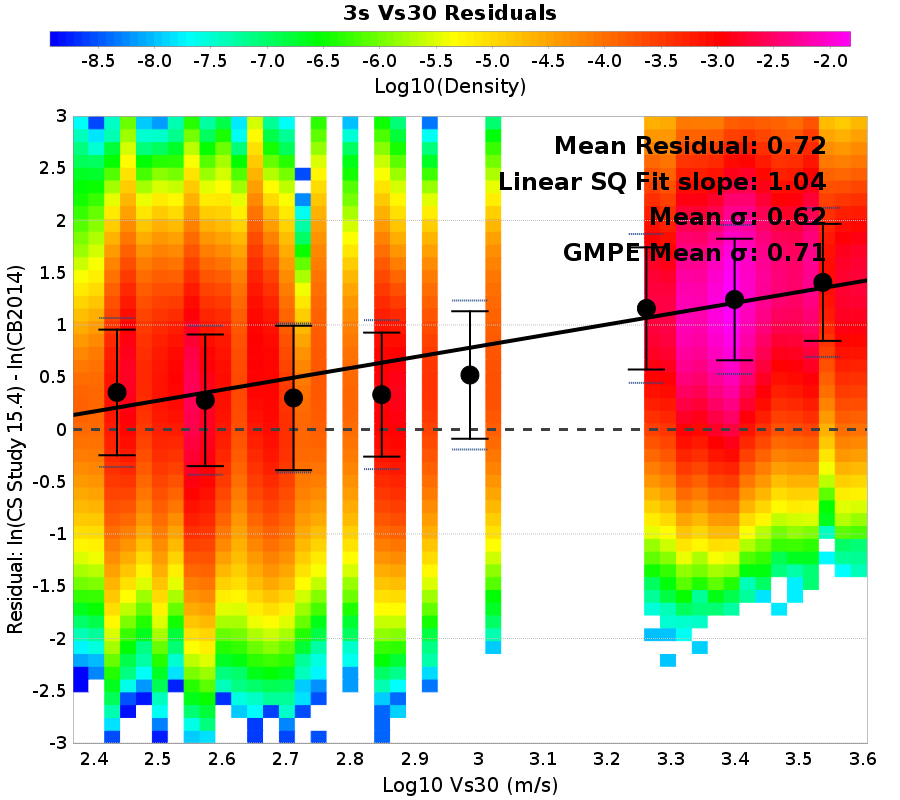 3s Vs30 Residuals
-8.5 -8.0 -7.5 -7.0 -6.5 -6.0 -5.5 -5.0 -4.5 -4.0 -3.5 -3.0 -2.5 -2.0
Log10(Density)
Mean Residual: 0.72
Linear SQ Fit slope: 1.04
Mean σ: 0.62
GMPE Mean σ: 0.71
Residual: ln(CS Study 15.4) - ln(CB2014)
3
2.5
2
1.5
1
0.5
0
-0.5
-1
-1.5
-2
-2.5
-3
2.4 2.5 2.6 2.7 2.8 2.9 3 3.1 3.2 3.3 3.4 3.5 3.6
Log10 Vs30 (m/s)